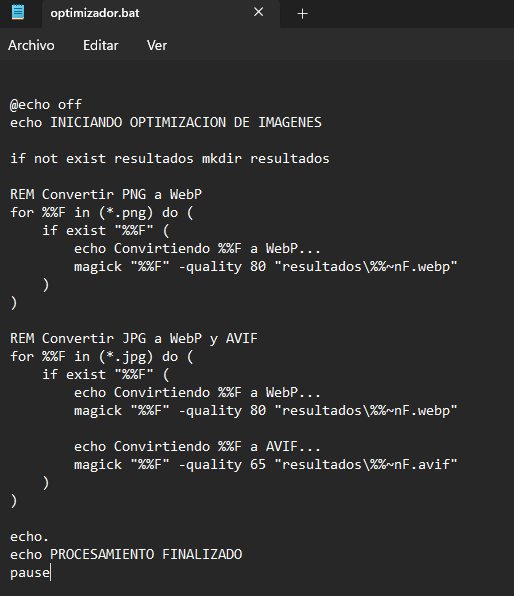 optimizador.bat
Archivo Editar Ver
@echo off
echo INICIANDO OPTIMIZACION DE IMAGENES
if not exist resultados mkdir resultados
REM Convertir PNG a WebP
for %%F in (*.png) do (
    if exist "%%F" (
        echo Convirtiendo %%F a WebP...
        magick "%%F" -quality 80 "resultados\%%~nF.webp"
    )
)
REM Convertir JPG a WebP y AVIF
for %%F in (*.jpg) do (
    if exist "%%F" (
        echo Convirtiendo %%F a WebP...
        magick "%%F" -quality 80 "resultados\%%~nF.webp"
        echo Convirtiendo %%F a AVIF...
        magick "%%F" -quality 65 "resultados\%%~nF.avif"
    )
)
echo.
echo PROCESAMIENTO FINALIZADO
pause